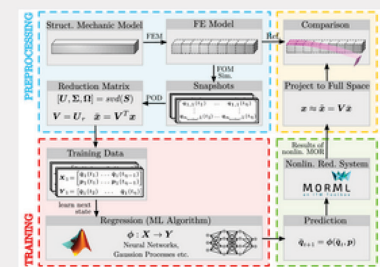 PREPROCESSING
Struct. Mechanic Model
FEM
FE Model
Ref.
Comparison
FOM
Sim.
Reduction Matrix
[U, Σ, Ω] = svd(S)
V = U_r, x̄ = V^T x
POD
Snapshots
Project to Full Space
x ≈ x̃ = V x̄
Results of
nonlin. MOR
Training Data
learn next
state
Nonlin. Red. System
MORML
TRAINING
Regression (ML Algorithm)
ϕ : X → Y
Neural Networks,
Gaussian Processes etc.
Prediction
q̄_{i+1} = ϕ(q̄_i, p)